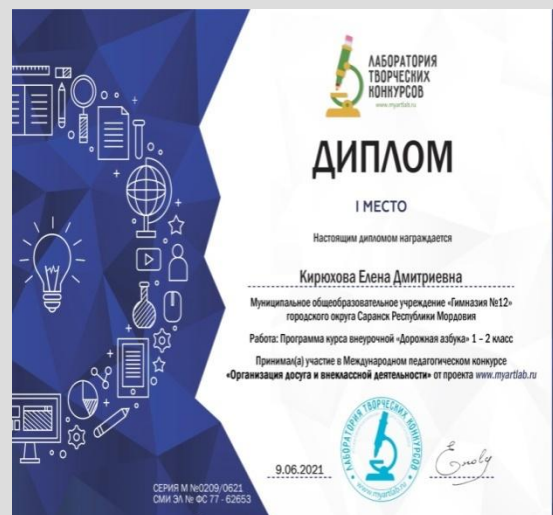 ЛАБОРАТОРИЯ
ТВОРЧЕСКИХ
КОНКУРСОВ
www.myartlab.ru
ДИПЛОМ
I МЕСТО
Настоящим дипломом награждается
Кирюхова Елена Дмитриевна
Муниципальное общеобразовательное учреждение «Гимназия №12»
городского округа Саранск Республики Мордовия
Работа: Программа курса внеурочной «Дорожная азбука» 1 – 2 класс
Принимал(а) участие в Международном педагогическом конкурсе
«Организация досуга и внеклассной деятельности» от проекта www.myartlab.ru
ЛАБОРАТОРИЯ ТВОРЧЕСКИХ КОНКУРСОВ
www.myartlab.ru
9.06.2021
СЕРИЯ М №0209/0621
СМИ ЭЛ № ФС 77 - 62653